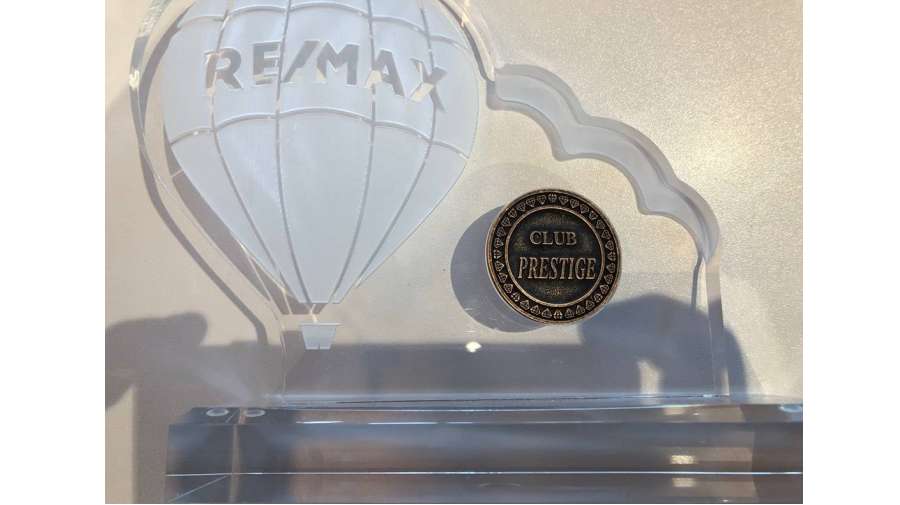 RE/MAX
CLUB
PRESTIGE